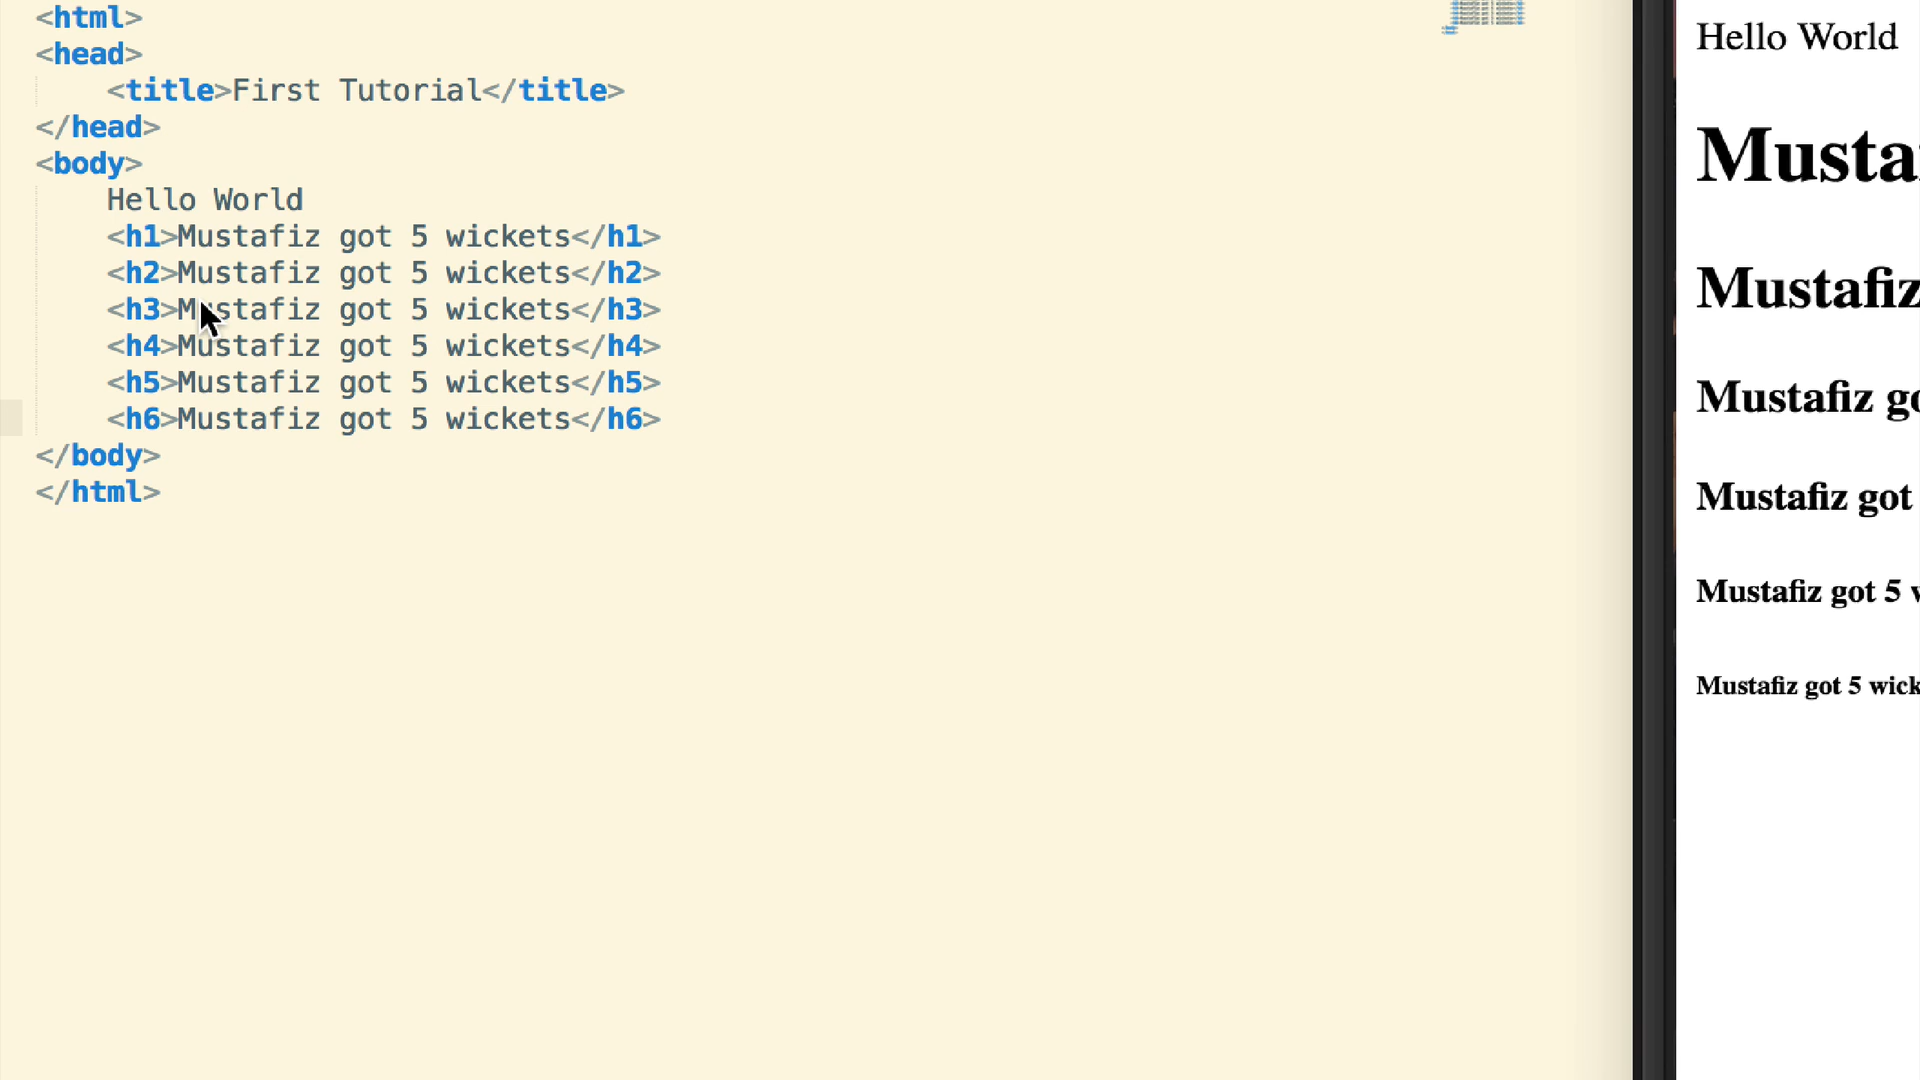 <html>
<head>
    <title>First Tutorial</title>
</head>
<body>
    Hello World
    <h1>Mustafiz got 5 wickets</h1>
    <h2>Mustafiz got 5 wickets</h2>
    <h3>Mustafiz got 5 wickets</h3>
    <h4>Mustafiz got 5 wickets</h4>
    <h5>Mustafiz got 5 wickets</h5>
    <h6>Mustafiz got 5 wickets</h6>
</body>
</html>
Hello World
Musta
Mustafiz
Mustafiz go
Mustafiz got
Mustafiz got 5
Mustafiz got 5 wick